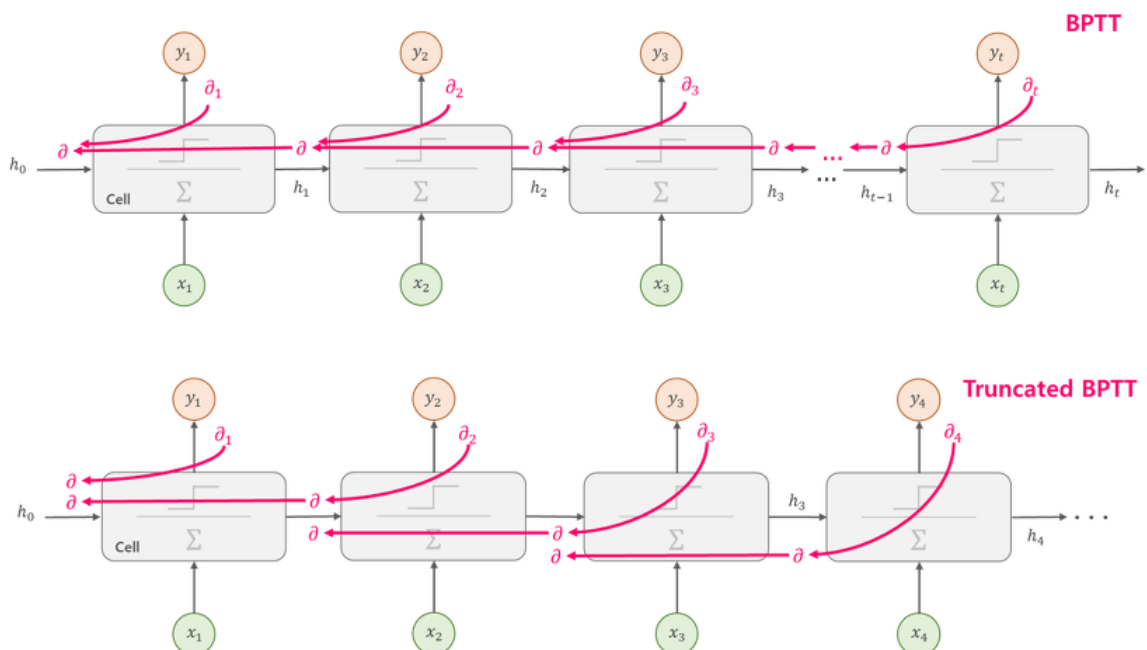 BPTT
y₁ y₂ y₃ yₜ
∂₁ ∂₂ ∂₃ ∂ₜ
∂ ∂ ∂ ∂ ... ∂
h₀ h₁ h₂ h₃ ... hₜ₋₁ hₜ
Cell Σ Σ Σ Σ
x₁ x₂ x₃ xₜ
Truncated BPTT
y₁ y₂ y₃ y₄
∂₁ ∂₂ ∂₃ ∂₄
∂
∂ ∂
h₀ h₃
∂ ∂
Cell Σ Σ Σ Σ h₄ ...
∂ ∂
x₁ x₂ x₃ x₄